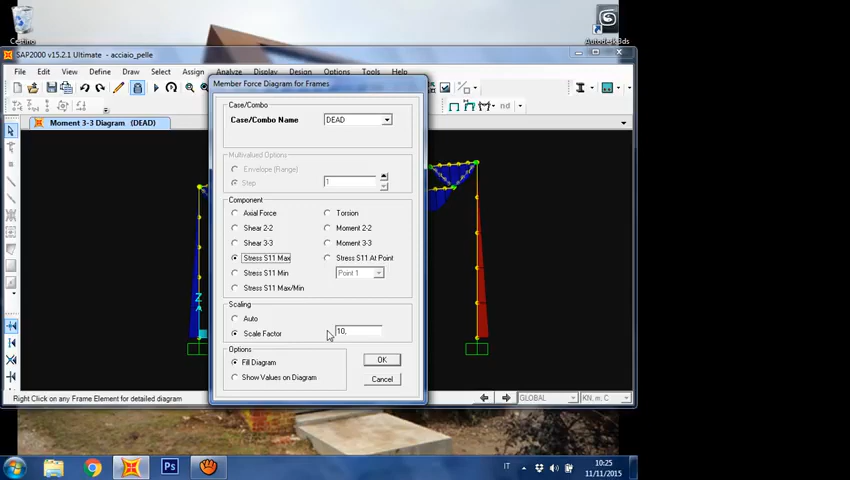 Cestino
Autodesk3ds
SAP2000 v15.2.1 Ultimate - acciaio_pelle
File Edit View Define Draw Select Assign Analyze Display Design Options Tools Help
nd
Moment 3-3 Diagram (DEAD)
Member Force Diagram for Frames
Case/Combo
Case/Combo Name DEAD
Multivalued Options
Envelope (Range)
Step 1
Component
Axial Force Torsion
Shear 2-2 Moment 2-2
Shear 3-3 Moment 3-3
Stress S11 Max Stress S11 At Point
Stress S11 Min Point 1
Stress S11 Max/Min
Scaling
Auto
Scale Factor 10,
Options
Fill Diagram OK
Show Values on Diagram Cancel
Z
Right Click on any Frame Element for detailed diagram GLOBAL KN, m, C
Ps IT 10:25
11/11/2015